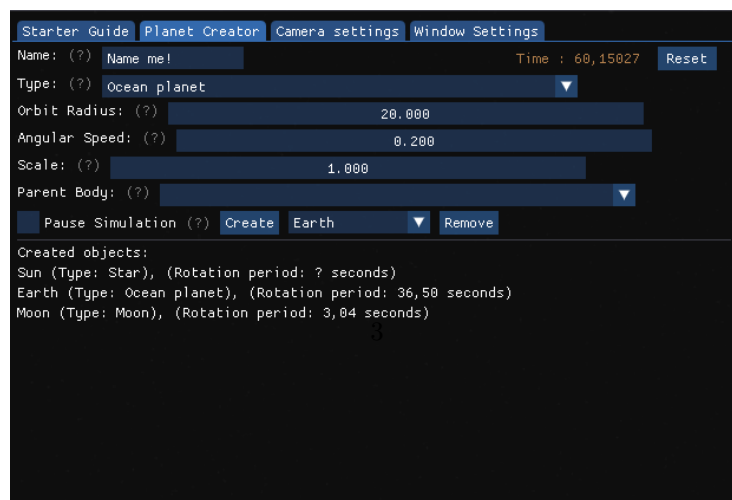 Starter Guide Planet Creator Camera settings Window Settings
Name: (?) Name me! Time : 60,15027 Reset
Type: (?) Ocean planet
Orbit Radius: (?) 20.000
Angular Speed: (?) 0.200
Scale: (?) 1.000
Parent Body: (?)
Pause Simulation (?) Create Earth Remove
Created objects:
Sun (Type: Star), (Rotation period: ? seconds)
Earth (Type: Ocean planet), (Rotation period: 36,50 seconds)
Moon (Type: Moon), (Rotation period: 3,04 seconds)
3